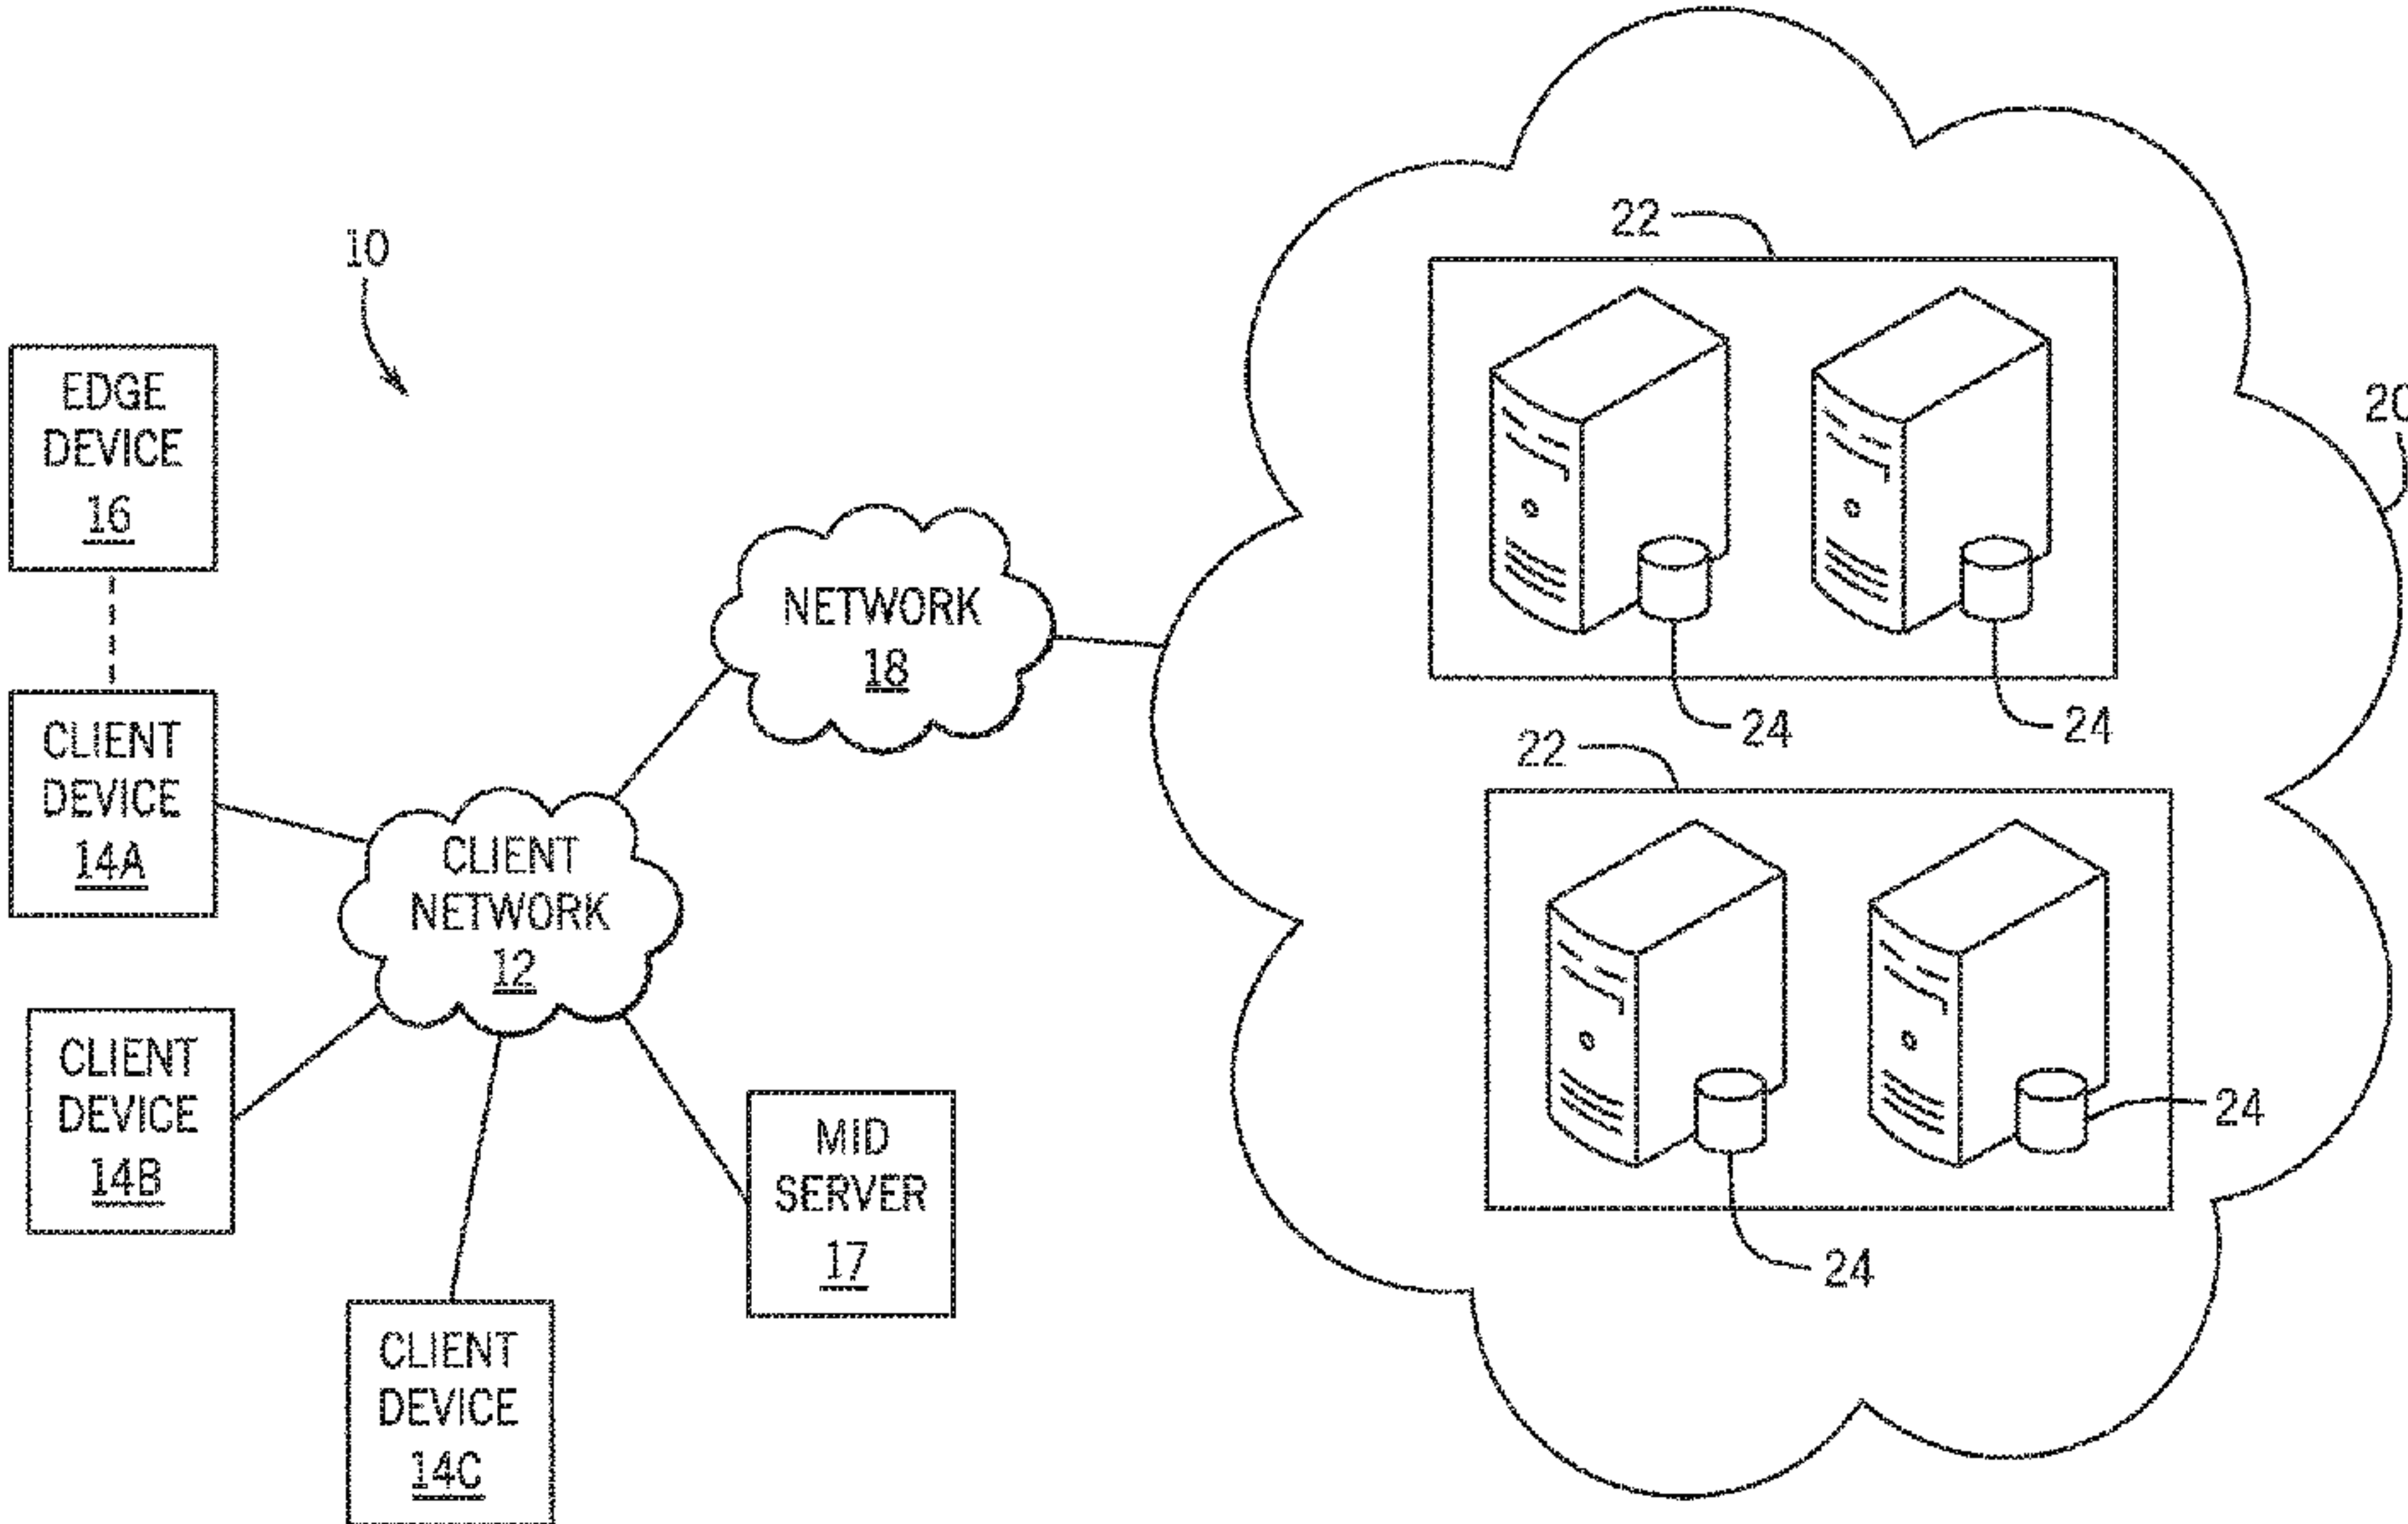 10
EDGE
DEVICE
16
CLIENT
DEVICE
14A
CLIENT
DEVICE
14B
CLIENT
DEVICE
14C
CLIENT
NETWORK
12
MID
SERVER
17
NETWORK
18
20
22
24
24
22
24
24